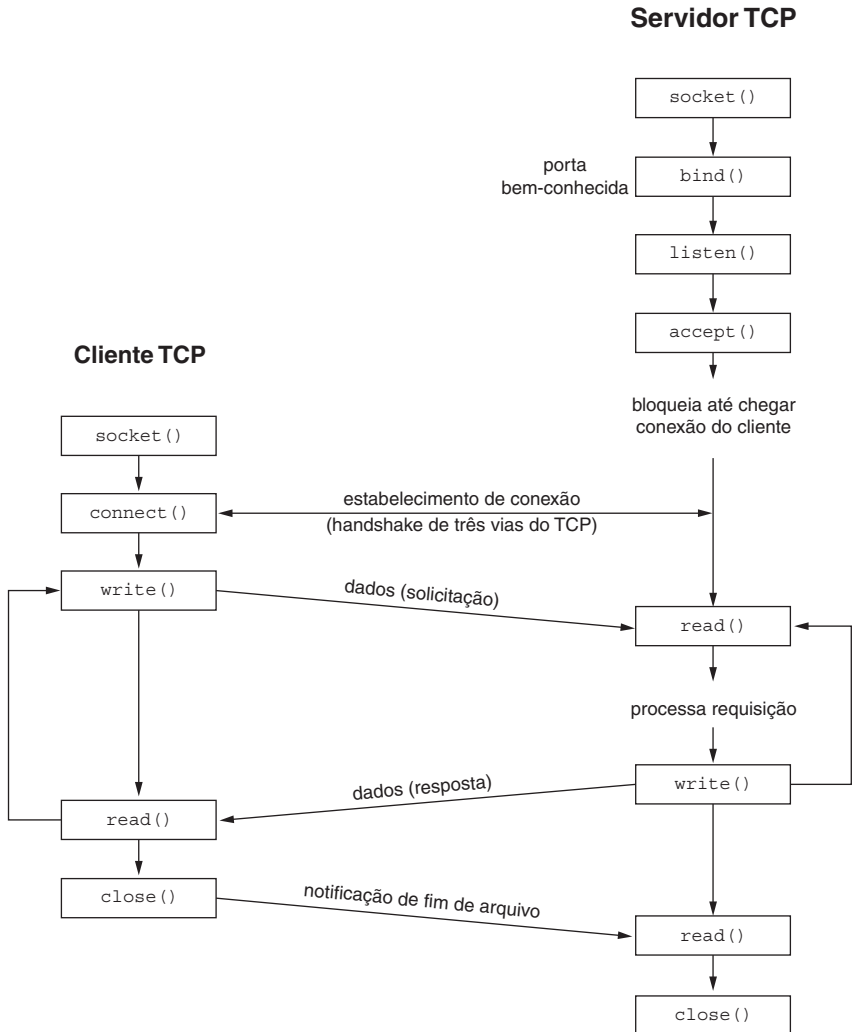 Servidor TCP
socket()
porta
bem-conhecida
bind()
listen()
accept()
Cliente TCP
bloqueia até chegar
conexão do cliente
socket()
estabelecimento de conexão
connect()
(handshake de três vias do TCP)
write()
dados (solicitação)
read()
processa requisição
write()
dados (resposta)
read()
close()
notificação de fim de arquivo
read()
close()